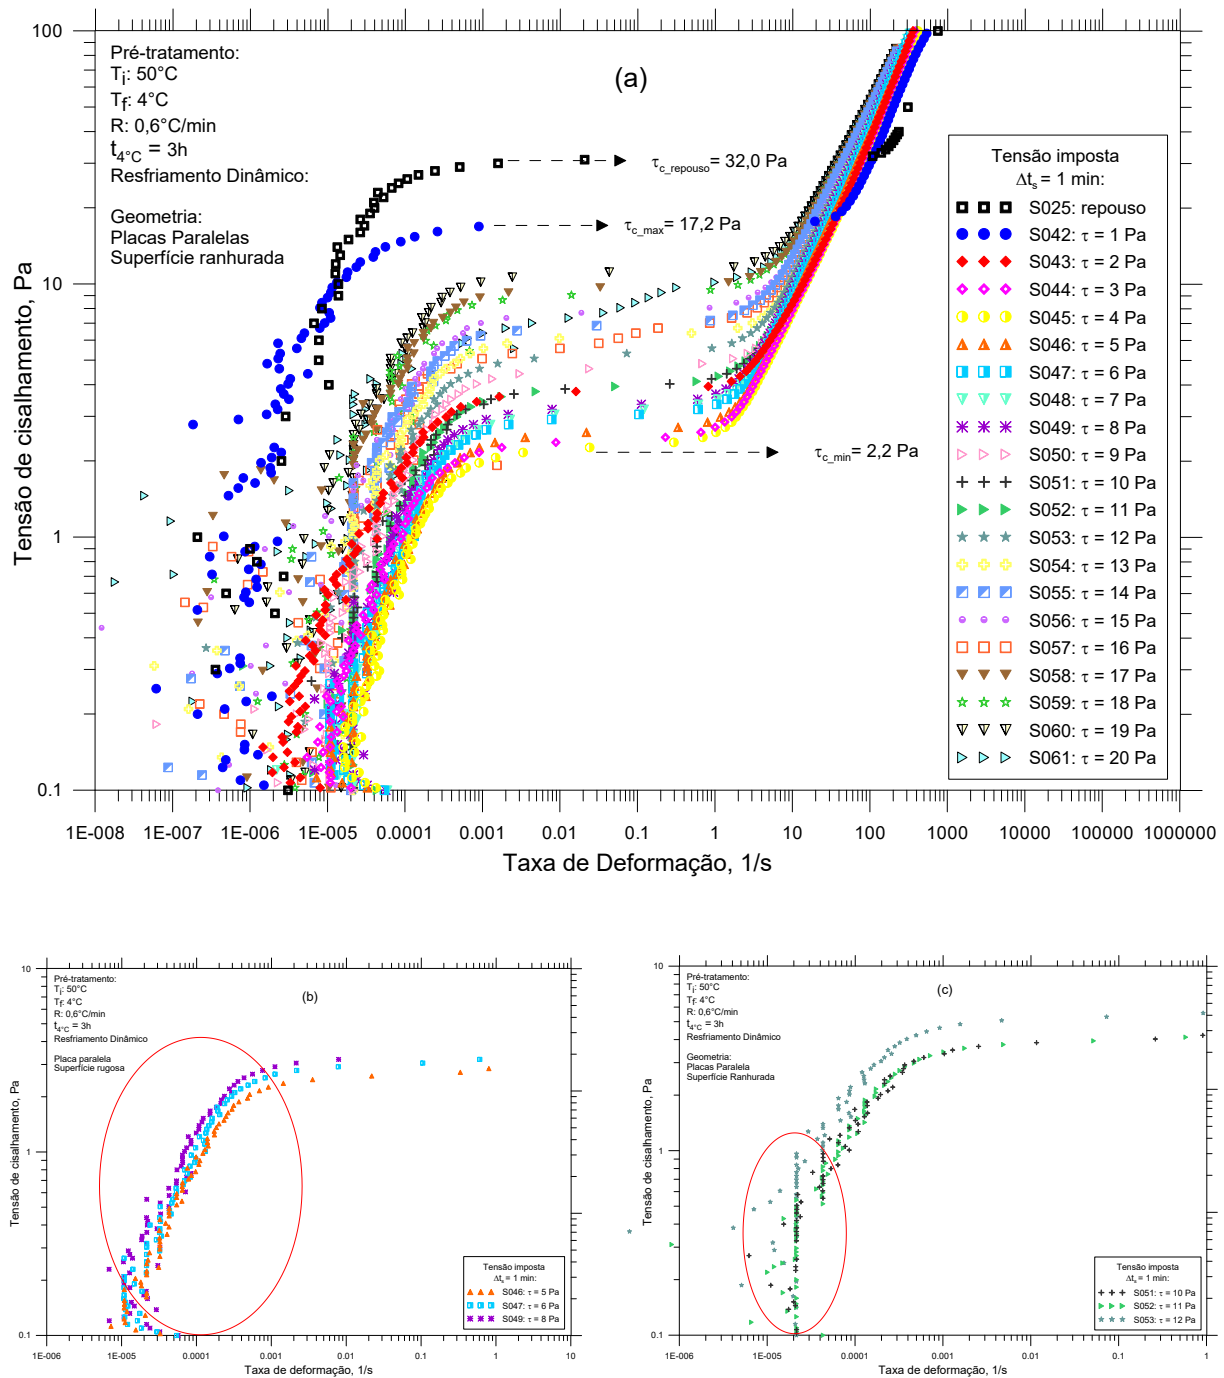 100
10
1
0.1
Tensão de cisalhamento, Pa
Pré-tratamento:
Ti: 50°C
Tf: 4°C
R: 0,6°C/min
t4°C = 3h
Resfriamento Dinâmico:
Geometria:
Placas Paralelas
Superfície ranhurada
(a)
τc_repouso= 32,0 Pa
τc_max= 17,2 Pa
τc_min= 2,2 Pa
Tensão imposta
Δts = 1 min:
S025: repouso
S042: τ = 1 Pa
S043: τ = 2 Pa
S044: τ = 3 Pa
S045: τ = 4 Pa
S046: τ = 5 Pa
S047: τ = 6 Pa
S048: τ = 7 Pa
S049: τ = 8 Pa
S050: τ = 9 Pa
S051: τ = 10 Pa
S052: τ = 11 Pa
S053: τ = 12 Pa
S054: τ = 13 Pa
S055: τ = 14 Pa
S056: τ = 15 Pa
S057: τ = 16 Pa
S058: τ = 17 Pa
S059: τ = 18 Pa
S060: τ = 19 Pa
S061: τ = 20 Pa
1E-008 1E-007 1E-006 1E-005 0.0001 0.001 0.01 0.1 1 10 100 1000 10000 100000 1000000
Taxa de Deformação, 1/s
10
1
0.1
Tensão de cisalhamento, Pa
Pré-tratamento:
Ti: 50°C
Tf: 4°C
R: 0,6°C/min
t4°C = 3h
Resfriamento Dinâmico
Placa paralela
Superfície rugosa
(b)
Tensão imposta
Δts = 1 min:
S046: τ = 5 Pa
S047: τ = 6 Pa
S049: τ = 8 Pa
1E-006 1E-005 0.0001 0.001 0.01 0.1 1 10
Taxa de deformação, 1/s
10
1
0.1
Tensão de cisalhamento, Pa
Pré-tratamento:
Ti: 50°C
Tf: 4°C
R: 0,6°C/min
t4°C = 3h
Resfriamento Dinâmico
Geometria:
Placas Paralela
Superfície Ranhurada
(c)
Tensão imposta
Δts = 1 min:
S051: τ = 10 Pa
S052: τ = 11 Pa
S053: τ = 12 Pa
1E-006 1E-005 0.0001 0.001 0.01 0.1 1
Taxa de deformação, 1/s